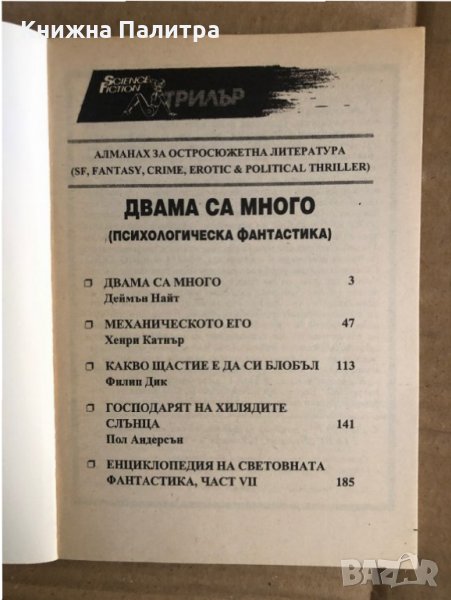 Книжна Палитра
SCIENCE
FICTION
ТРИЛЪР
АЛМАНАХ ЗА ОСТРОСЮЖЕТНА ЛИТЕРАТУРА
(SF, FANTASY, CRIME, EROTIC & POLITICAL THRILLER)
ДВАМА СА МНОГО
(ПСИХОЛОГИЧЕСКА ФАНТАСТИКА)
ДВАМА СА МНОГО 3
Деймън Найт
МЕХАНИЧЕСКОТО ЕГО 47
Хенри Катнър
КАКВО ЩАСТИЕ Е ДА СИ БЛОБЪЛ 113
Филип Дик
ГОСПОДАРЯТ НА ХИЛЯДИТЕ
СЛЪНЦА 141
Пол Андерсън
ЕНЦИКЛОПЕДИЯ НА СВЕТОВНАТА
ФАНТАСТИКА, ЧАСТ VII 185
BAZAR